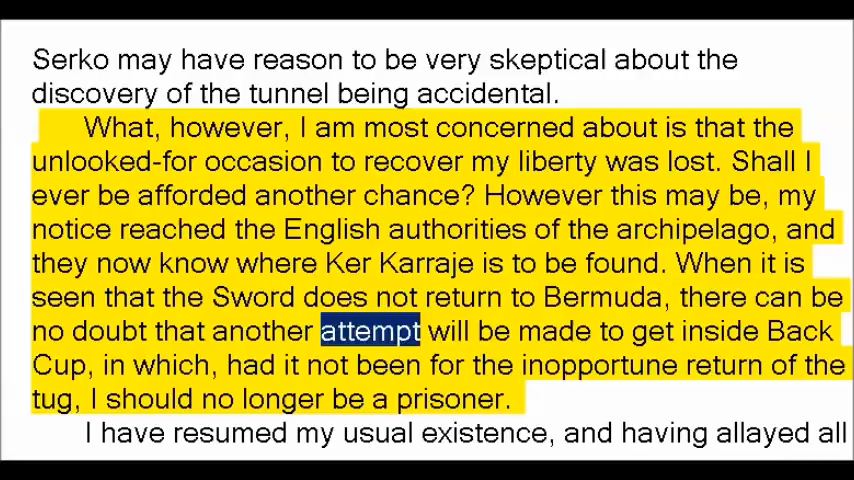 Serko may have reason to be very skeptical about the
discovery of the tunnel being accidental.
What, however, I am most concerned about is that the
unlooked-for occasion to recover my liberty was lost. Shall I
ever be afforded another chance? However this may be, my
notice reached the English authorities of the archipelago, and
they now know where Ker Karraje is to be found. When it is
seen that the Sword does not return to Bermuda, there can be
no doubt that another attempt will be made to get inside Back
Cup, in which, had it not been for the inopportune return of the
tug, I should no longer be a prisoner.
I have resumed my usual existence, and having allayed all